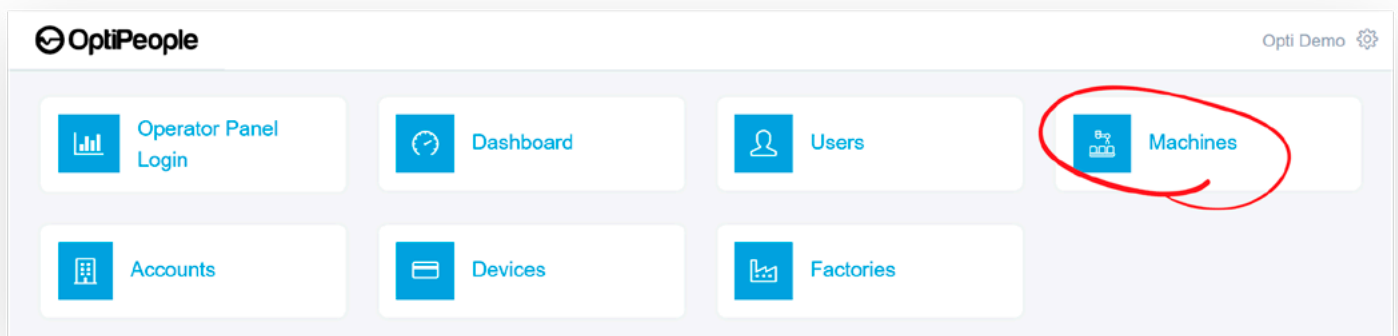 OptiPeople
Opti Demo
Operator Panel
Login
Dashboard
Users
Machines
Accounts
Devices
Factories